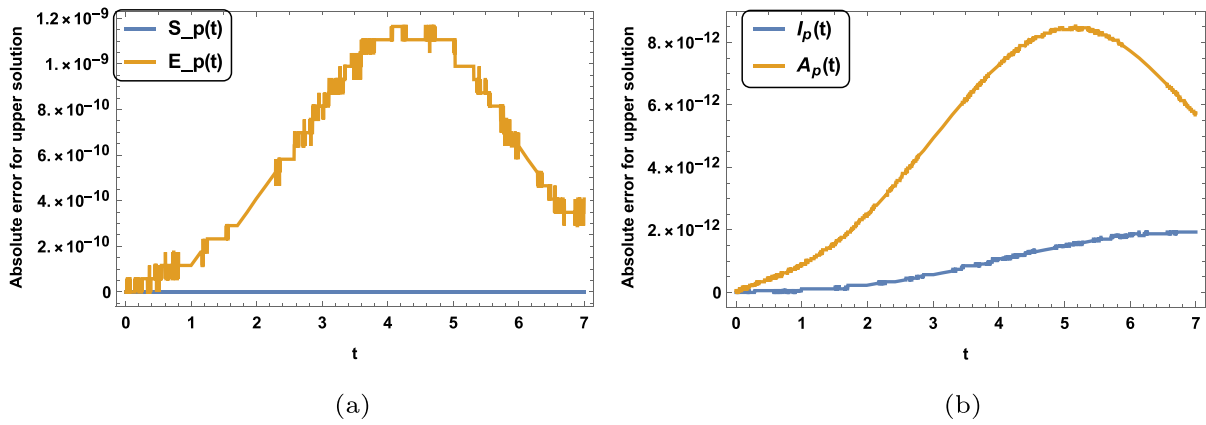 S_p(t)
E_p(t)
Absolute error for upper solution
1.2×10⁻⁹
1.×10⁻⁹
8.×10⁻¹⁰
6.×10⁻¹⁰
4.×10⁻¹⁰
2.×10⁻¹⁰
0
0 1 2 3 4 5 6 7
t
(a)
I_p(t)
A_p(t)
Absolute error for upper solution
8.×10⁻¹²
6.×10⁻¹²
4.×10⁻¹²
2.×10⁻¹²
0
0 1 2 3 4 5 6 7
t
(b)